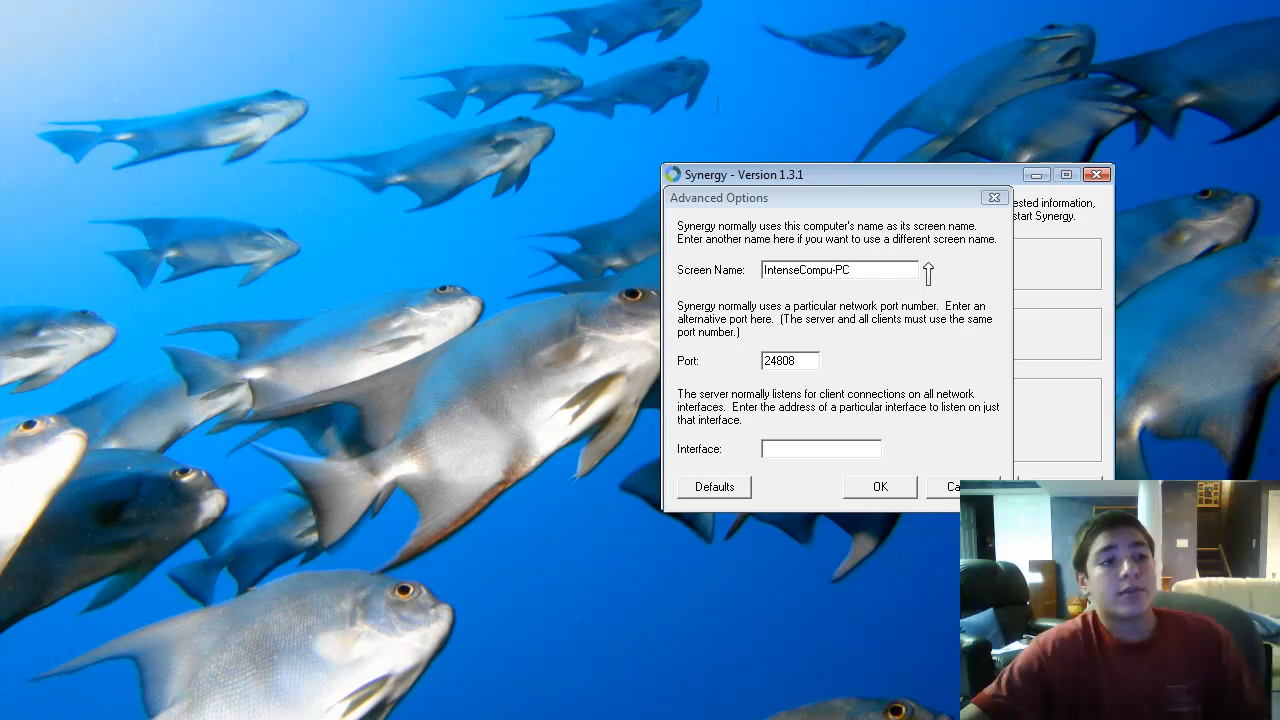 Synergy - Version 1.3.1
Advanced Options
ested information,
start Synergy.
Synergy normally uses this computer's name as its screen name.
Enter another name here if you want to use a different screen name.
Screen Name: IntenseCompu-PC
Synergy normally uses a particular network port number. Enter an
alternative port here. (The server and all clients must use the same
port number.)
Port: 24808
The server normally listens for client connections on all network
interfaces. Enter the address of a particular interface to listen on just
that interface.
Interface:
Defaults OK Ca